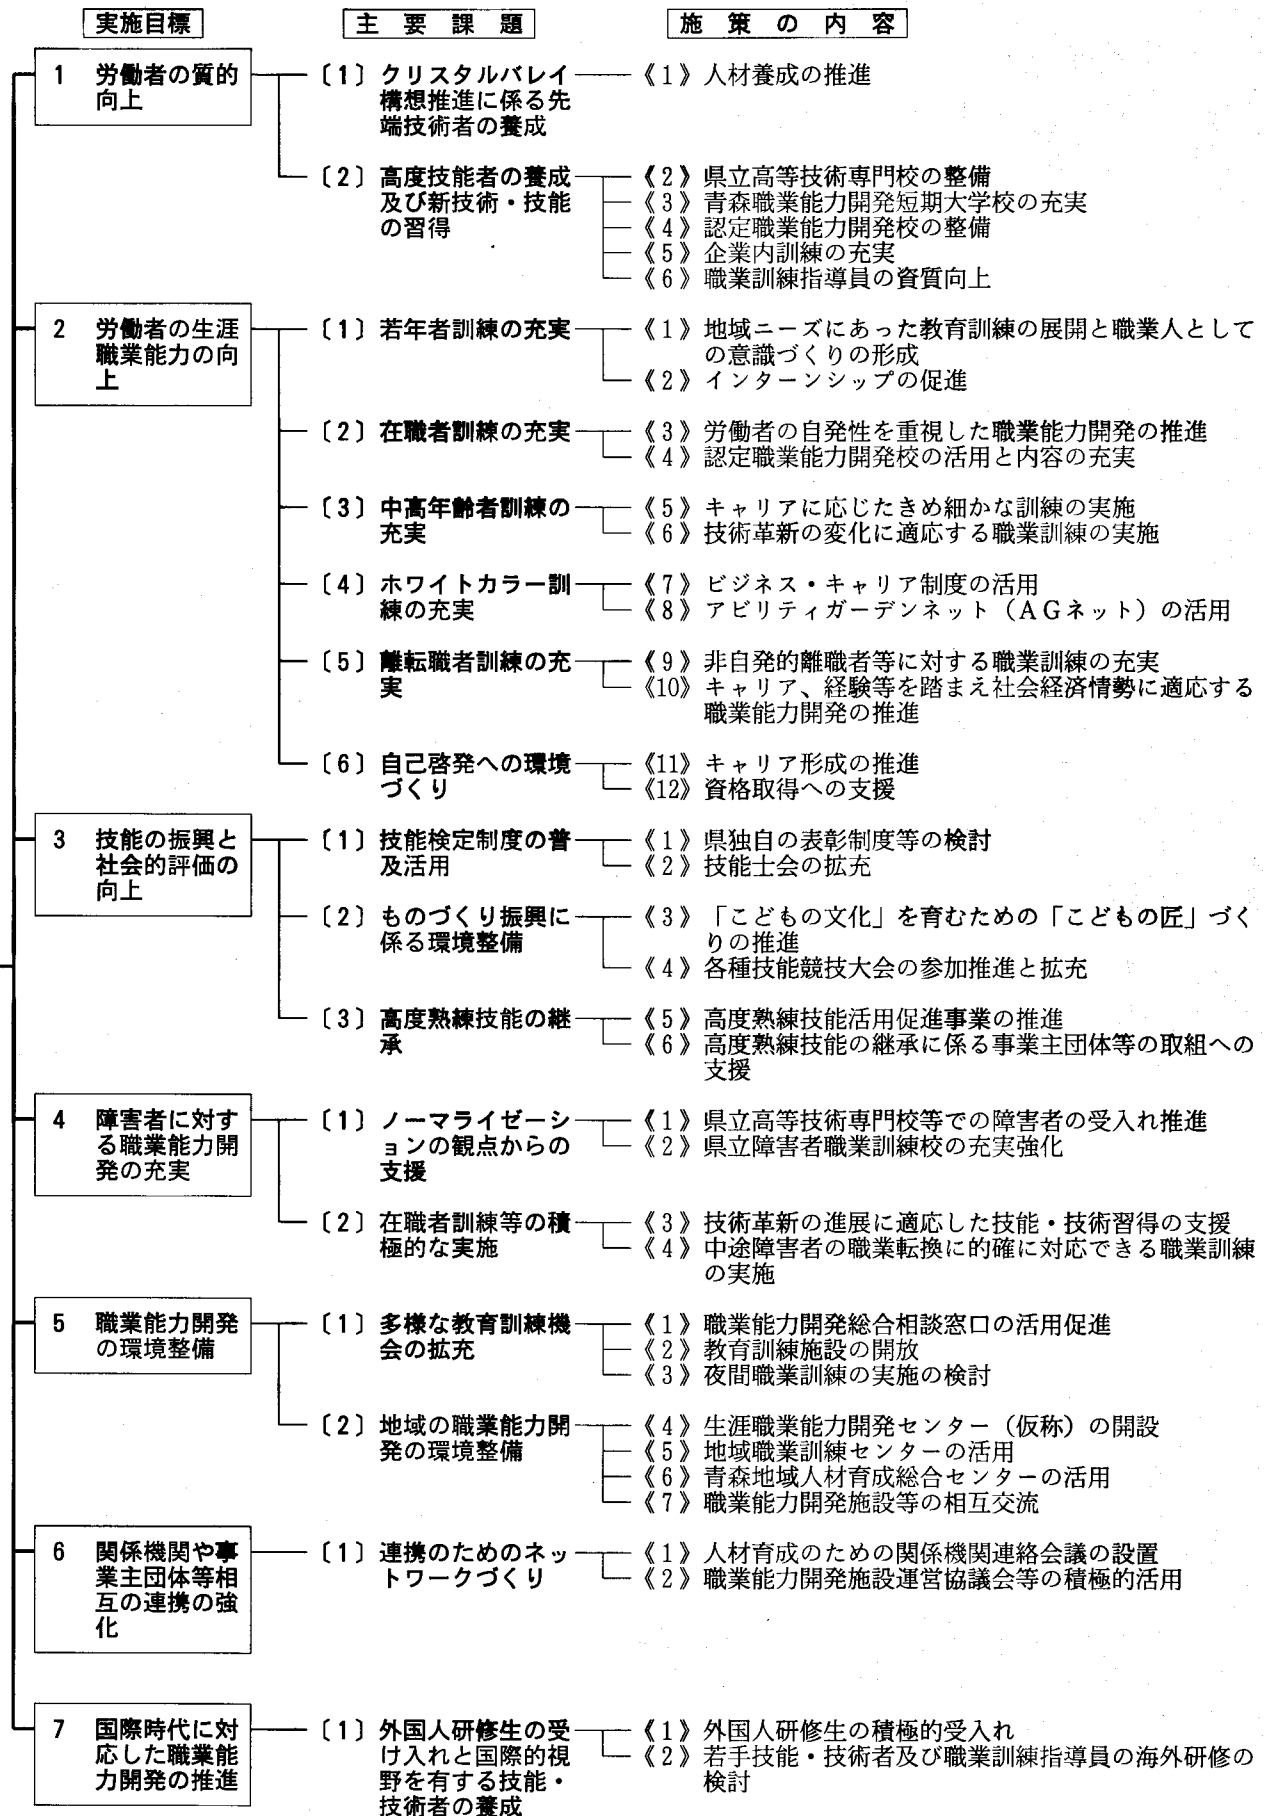 実施目標
主要課題
施策の内容
1 労働者の質的
向上
〔1〕クリスタルバレイ
構想推進に係る先
端技術者の養成
《1》人材養成の推進
〔2〕高度技能者の養成
及び新技術・技能
の習得
《2》県立高等技術専門校の整備
《3》青森職業能力開発短期大学校の充実
《4》認定職業能力開発校の整備
《5》企業内訓練の充実
《6》職業訓練指導員の資質向上
2 労働者の生涯
職業能力の向
上
〔1〕若年者訓練の充実
《1》地域ニーズにあった教育訓練の展開と職業人として
の意識づくりの形成
《2》インターンシップの促進
〔2〕在職者訓練の充実
《3》労働者の自発性を重視した職業能力開発の推進
《4》認定職業能力開発校の活用と内容の充実
〔3〕中高年齢者訓練の
充実
《5》キャリアに応じたきめ細かな訓練の実施
《6》技術革新の変化に適応する職業訓練の実施
〔4〕ホワイトカラー訓
練の充実
《7》ビジネス・キャリア制度の活用
《8》アビリティガーデンネット（ＡＧネット）の活用
〔5〕離転職者訓練の充
実
《9》非自発的離職者等に対する職業訓練の充実
《10》キャリア、経験等を踏まえ社会経済情勢に適応する
職業能力開発の推進
〔6〕自己啓発への環境
づくり
《11》キャリア形成の推進
《12》資格取得への支援
3 技能の振興と
社会的評価の
向上
〔1〕技能検定制度の普
及活用
《1》県独自の表彰制度等の検討
《2》技能士会の拡充
〔2〕ものづくり振興に
係る環境整備
《3》「こどもの文化」を育むための「こどもの匠」づく
りの推進
《4》各種技能競技大会の参加推進と拡充
〔3〕高度熟練技能の継
承
《5》高度熟練技能活用促進事業の推進
《6》高度熟練技能の継承に係る事業主団体等の取組への
支援
4 障害者に対す
る職業能力開
発の充実
〔1〕ノーマライゼーシ
ョンの観点からの
支援
《1》県立高等技術専門校等での障害者の受入れ推進
《2》県立障害者職業訓練校の充実強化
〔2〕在職者訓練等の積
極的な実施
《3》技術革新の進展に適応した技能・技術習得の支援
《4》中途障害者の職業転換に的確に対応できる職業訓練
の実施
5 職業能力開発
の環境整備
〔1〕多様な教育訓練機
会の拡充
《1》職業能力開発総合相談窓口の活用促進
《2》教育訓練施設の開放
《3》夜間職業訓練の実施の検討
〔2〕地域の職業能力開
発の環境整備
《4》生涯職業能力開発センター（仮称）の開設
《5》地域職業訓練センターの活用
《6》青森地域人材育成総合センターの活用
《7》職業能力開発施設等の相互交流
6 関係機関や事
業主団体等相
互の連携の強
化
〔1〕連携のためのネッ
トワークづくり
《1》人材育成のための関係機関連絡会議の設置
《2》職業能力開発施設運営協議会等の積極的活用
7 国際時代に対
応した職業能
力開発の推進
〔1〕外国人研修生の受
け入れと国際的視
野を有する技能・
技術者の養成
《1》外国人研修生の積極的受入れ
《2》若手技能・技術者及び職業訓練指導員の海外研修の
検討